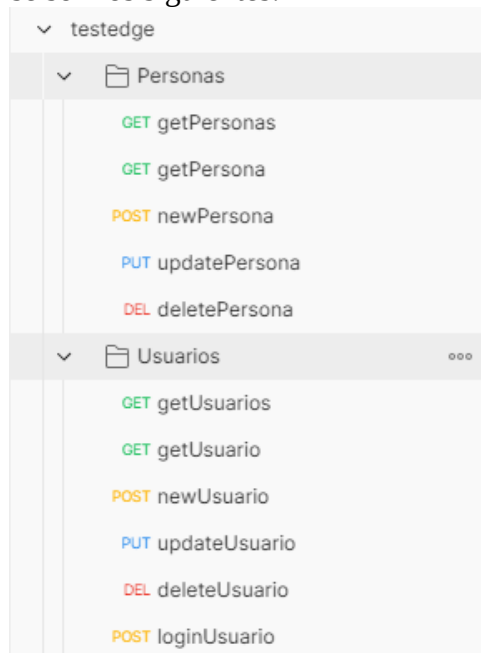 testedge
Personas
GET getPersonas
GET getPersona
POST newPersona
PUT updatePersona
DEL deletePersona
Usuarios
GET getUsuarios
GET getUsuario
POST newUsuario
PUT updateUsuario
DEL deleteUsuario
POST loginUsuario